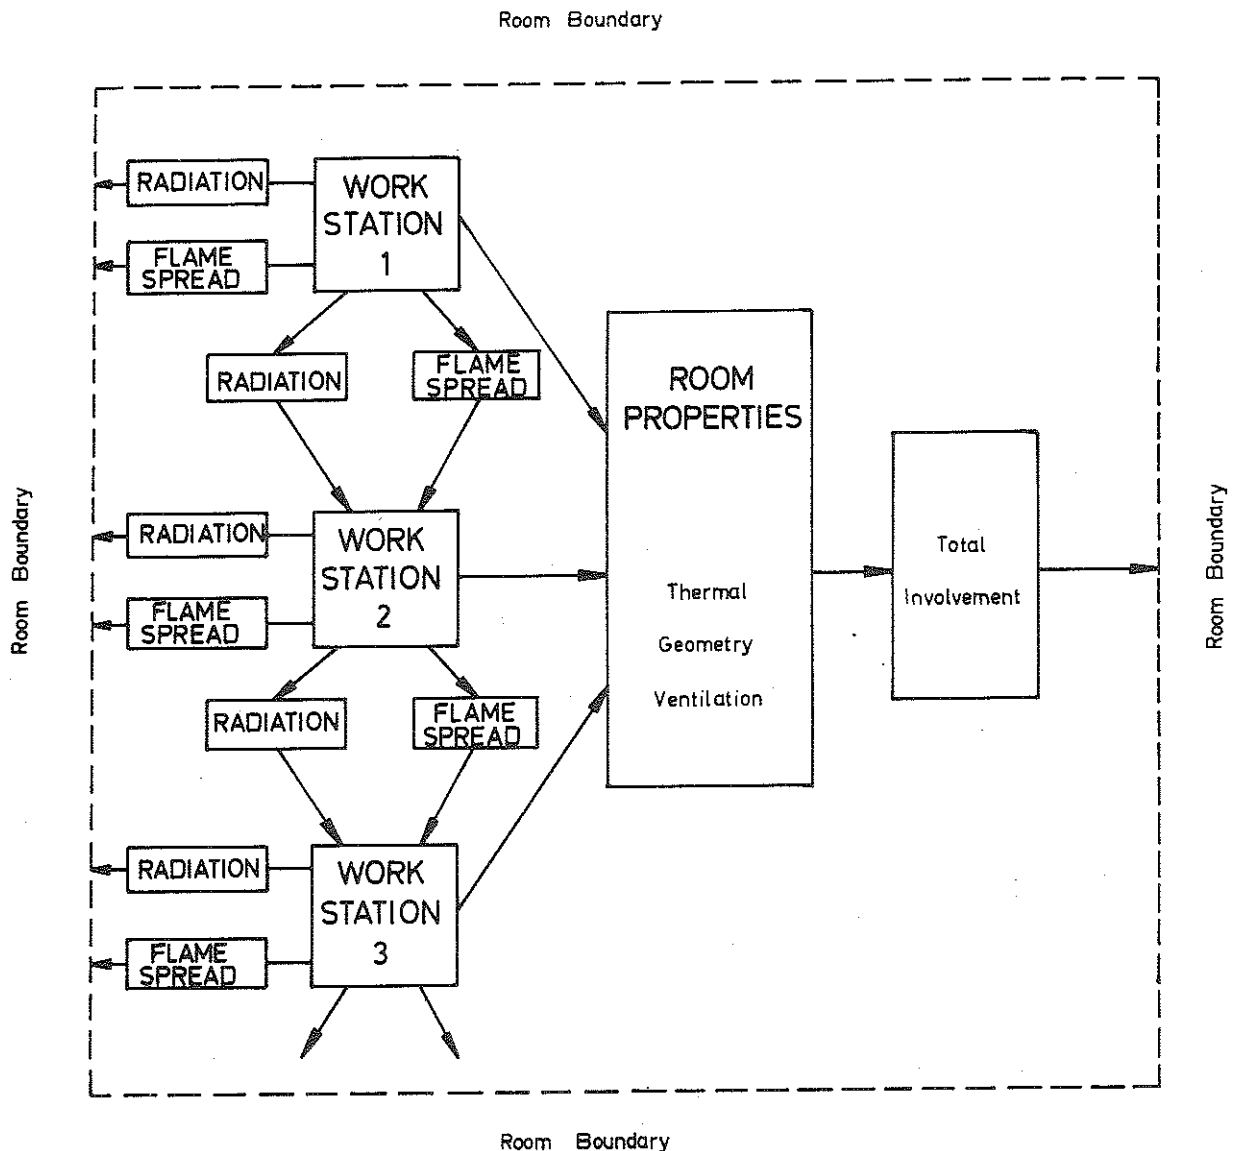 Room Boundary
RADIATION
WORK
STATION
1
FLAME
SPREAD
RADIATION
FLAME
SPREAD
ROOM
PROPERTIES
Thermal
Geometry
Ventilation
Total
Involvement
Room Boundary
Room Boundary
RADIATION
WORK
STATION
2
FLAME
SPREAD
RADIATION
FLAME
SPREAD
RADIATION
WORK
STATION
3
FLAME
SPREAD
Room Boundary